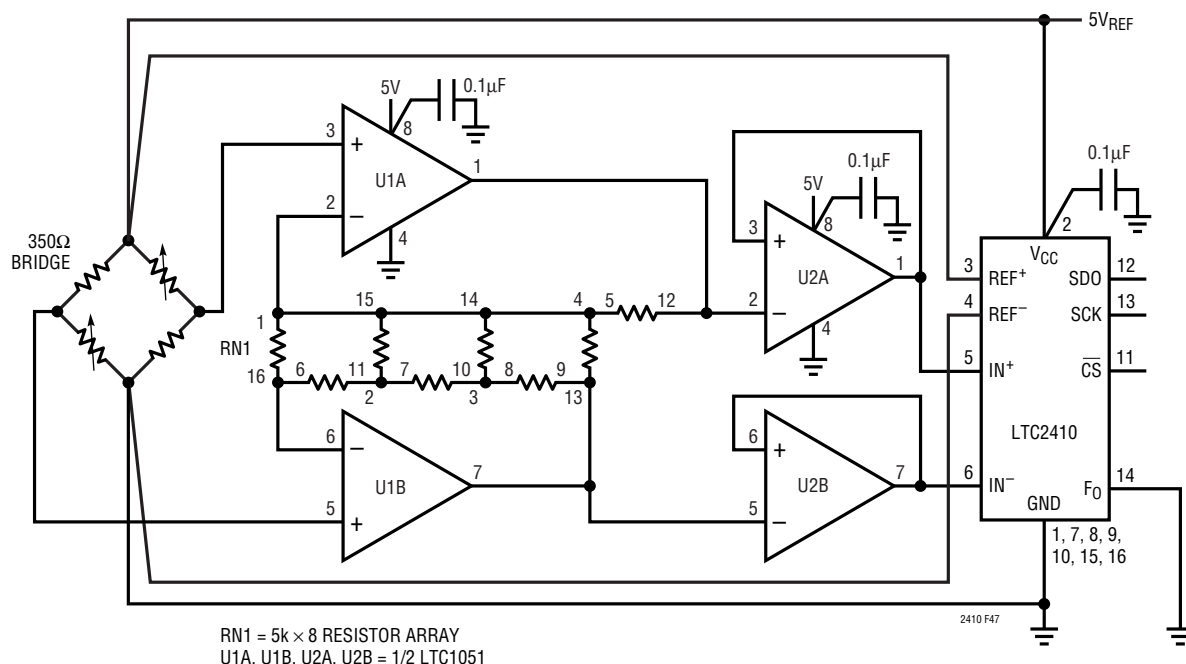 5VREF
5V
0.1µF
8
3
+
1
U1A
2
−
4
350Ω
BRIDGE
5V
0.1µF
8
3
+
1
U2A
2
−
4
0.1µF
2
VCC
3
REF+
SDO
12
4
REF−
SCK
13
5
IN+
CS
11
LTC2410
6
IN−
FO
14
GND
1, 7, 8, 9,
10, 15, 16
1
15
14
4
5
12
RN1
16
6
11
7
10
8
9
2
3
13
6
−
7
U1B
5
+
6
+
7
U2B
5
−
2410 F47
RN1 = 5k × 8 RESISTOR ARRAY
U1A, U1B, U2A, U2B = 1/2 LTC1051